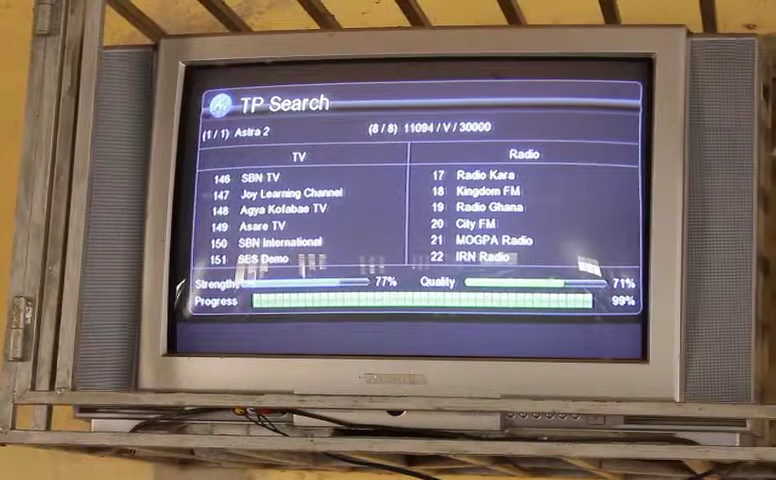 TP Search
(1 / 1) Astra 2 (8 / 8) 11094 / V / 30000
TV Radio
146 SBN TV 17 Radio Kara
147 Joy Learning Channel 18 Kingdom FM
148 Agya Kofabae TV 19 Radio Ghana
149 Asare TV 20 City FM
150 SBN International 21 MOGPA Radio
151 SES Demo 22 IRN Radio
Strength 77% Quality 71%
Progress 99%